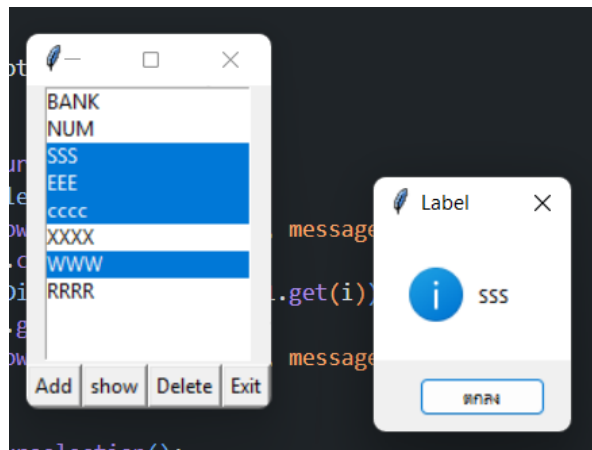 BANK
NUM
SSS
EEE
cccc
XXXX
WWW
RRRR
Add show Delete Exit
Label
sss
ตกลง
message
.get(i))
message